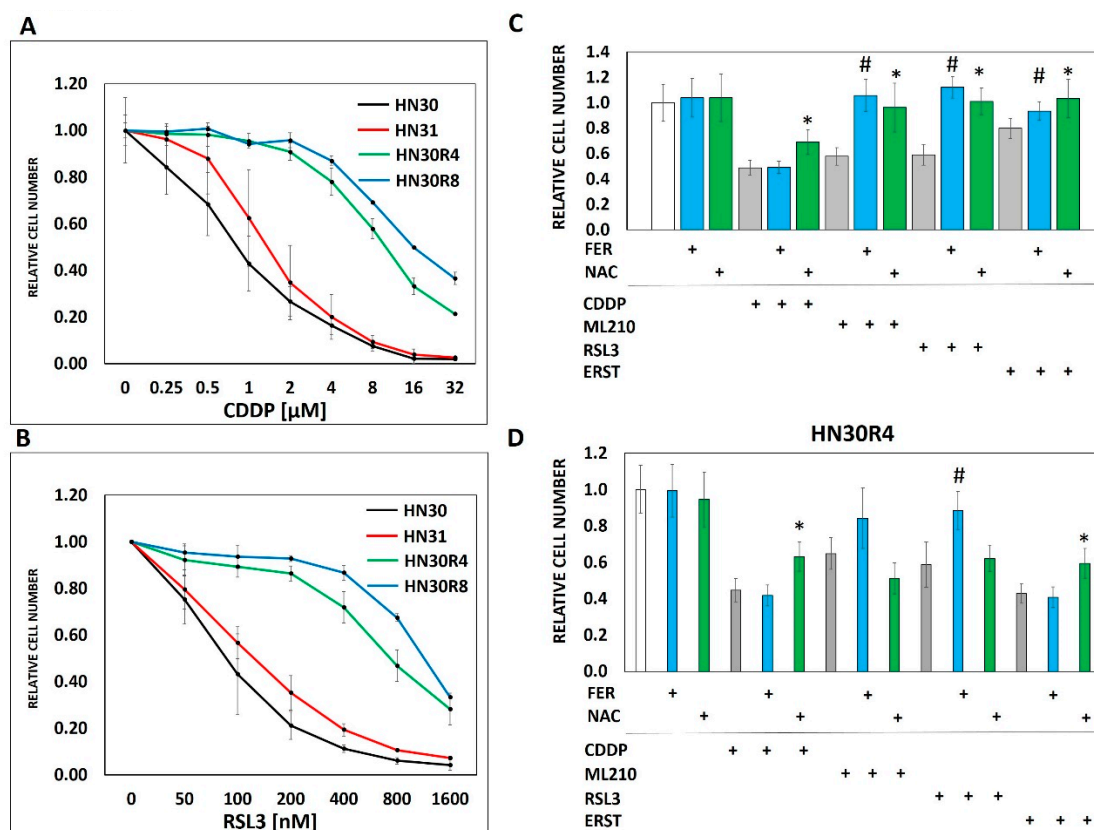 A
RELATIVE CELL NUMBER
1.20
1.00
0.80
0.60
0.40
0.20
0.00
HN30
HN31
HN30R4
HN30R8
0 0.25 0.5 1 2 4 8 16 32
CDDP [µM]
B
RELATIVE CELL NUMBER
1.20
1.00
0.80
0.60
0.40
0.20
0.00
HN30
HN31
HN30R4
HN30R8
0 50 100 200 400 800 1600
RSL3 [nM]
C
RELATIVE CELL NUMBER
1.4
1.2
1.0
0.8
0.6
0.4
0.2
0.0
* # * # * # *
FER + + + + +
NAC + + + + +
CDDP + + +
ML210 + + +
RSL3 + + +
ERST + + +
D
HN30R4
RELATIVE CELL NUMBER
1.2
1.0
0.8
0.6
0.4
0.2
0.0
* # *
FER + + + + +
NAC + + + + +
CDDP + + +
ML210 + + +
RSL3 + + +
ERST + + +